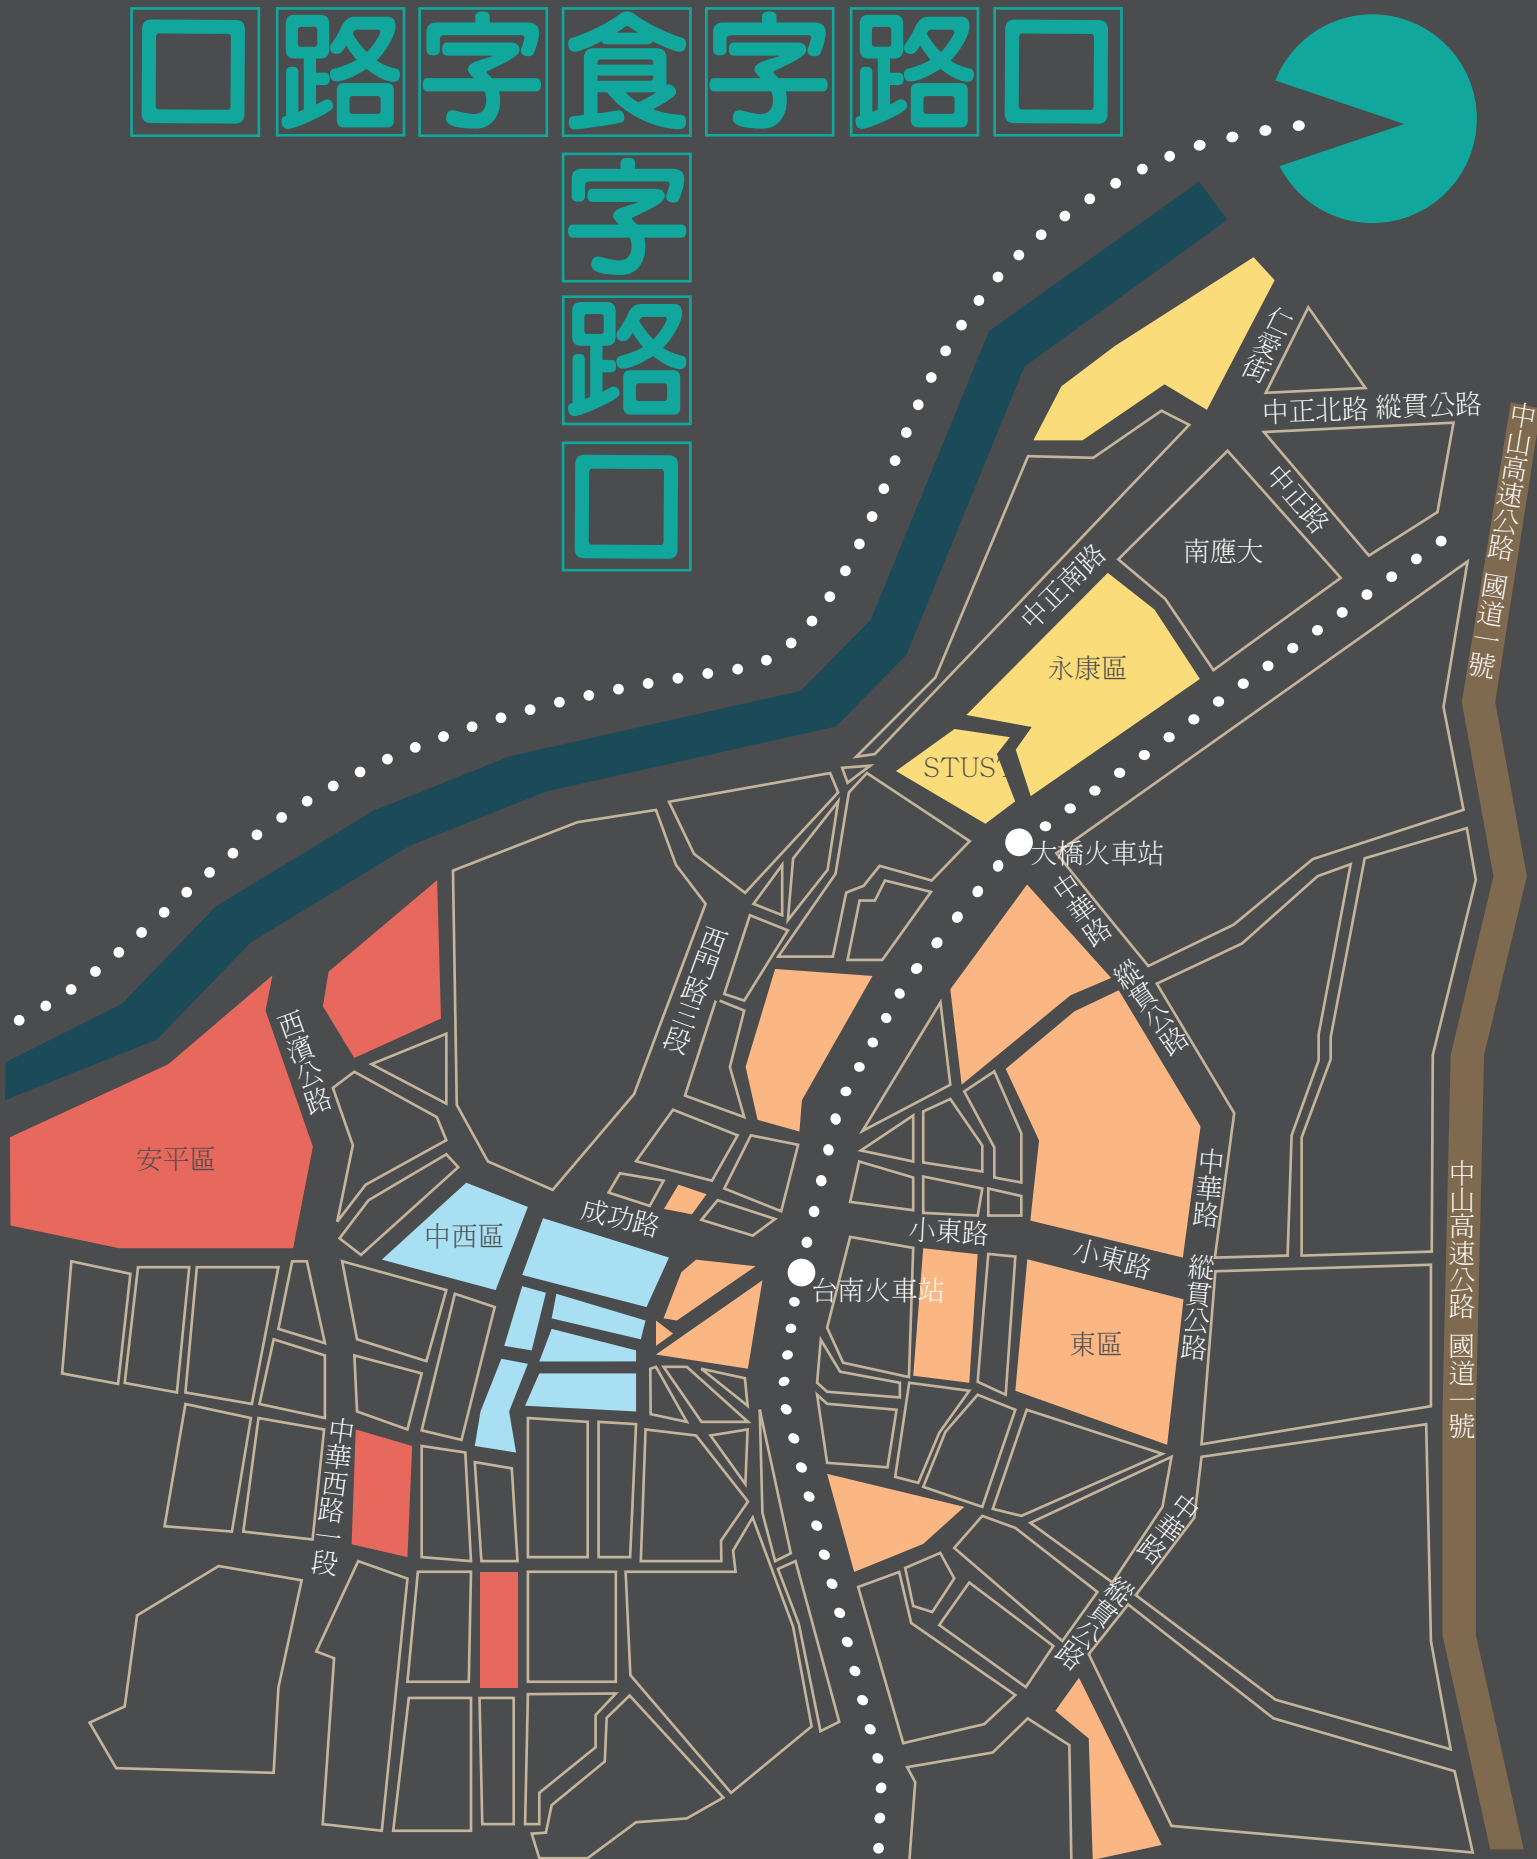 口路字食字路口
字
路
口
仁愛街
中正北路 縱貫公路
中山高速公路 國道一號
中正路
南應大
中正南路
永康區
STUST
大橋火車站
中華路
縱貫公路
西門路三段
西濱公路
安平區
中西區
成功路
小東路
小東路
中華路
縱貫公路
中山高速公路 國道一號
台南火車站
東區
中華西路一段
中華路
縱貫公路